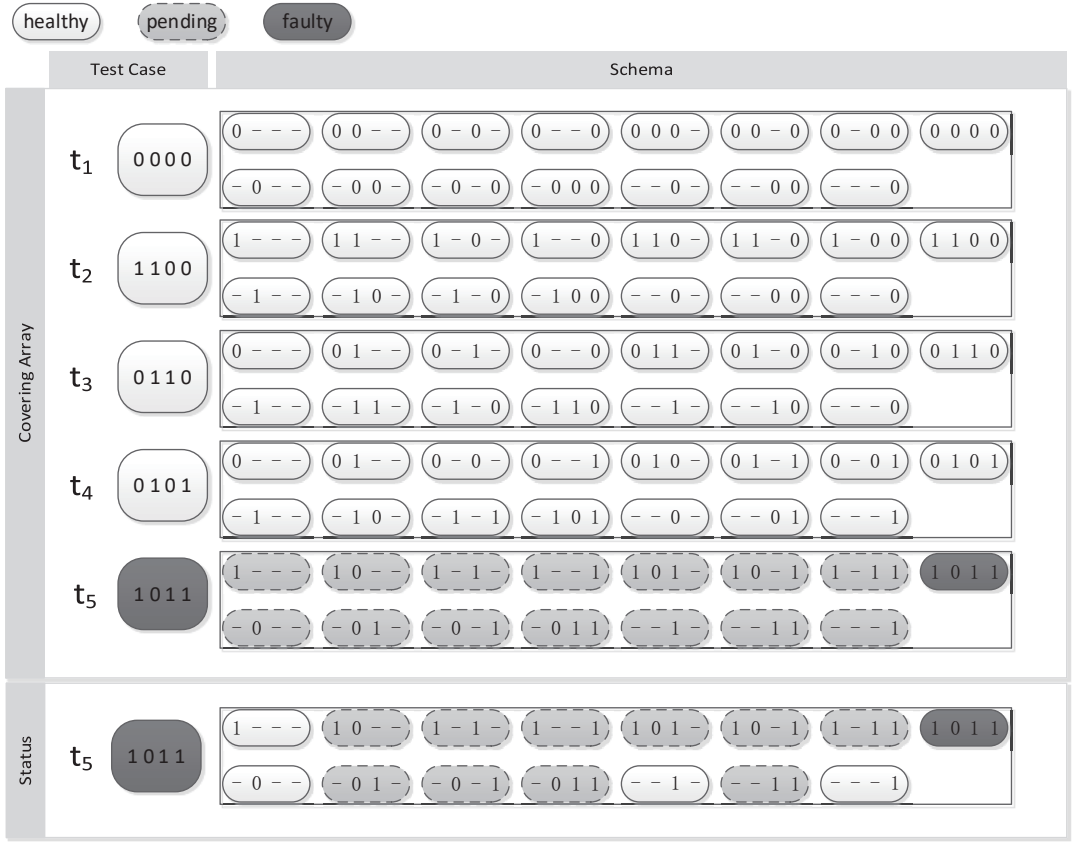 healthy pending faulty
Test Case Schema
Covering Array
t1 0000 0 - - - 0 0 - - 0 - 0 - 0 - - 0 0 0 0 - 0 0 - 0 0 - 0 0 0 0 0 0
- 0 - - - 0 0 - - 0 - 0 - 0 0 0 - - 0 - - - 0 0 - - - 0
t2 1100 1 - - - 1 1 - - 1 - 0 - 1 - - 0 1 1 0 - 1 1 - 0 1 - 0 0 1 1 0 0
- 1 - - - 1 0 - - 1 - 0 - 1 0 0 - - 0 - - - 0 0 - - - 0
t3 0110 0 - - - 0 1 - - 0 - 1 - 0 - - 0 0 1 1 - 0 1 - 0 0 - 1 0 0 1 1 0
- 1 - - - 1 1 - - 1 - 0 - 1 1 0 - - 1 - - - 1 0 - - - 0
t4 0101 0 - - - 0 1 - - 0 - 0 - 0 - - 1 0 1 0 - 0 1 - 1 0 - 0 1 0 1 0 1
- 1 - - - 1 0 - - 1 - 1 - 1 0 1 - - 0 - - - 0 1 - - - 1
t5 1011 1 - - - 1 0 - - 1 - 1 - 1 - - 1 1 0 1 - 1 0 - 1 1 - 1 1 1 0 1 1
- 0 - - - 0 1 - - 0 - 1 - 0 1 1 - - 1 - - - 1 1 - - - 1
Status
t5 1011 1 - - - 1 0 - - 1 - 1 - 1 - - 1 1 0 1 - 1 0 - 1 1 - 1 1 1 0 1 1
- 0 - - - 0 1 - - 0 - 1 - 0 1 1 - - 1 - - - 1 1 - - - 1